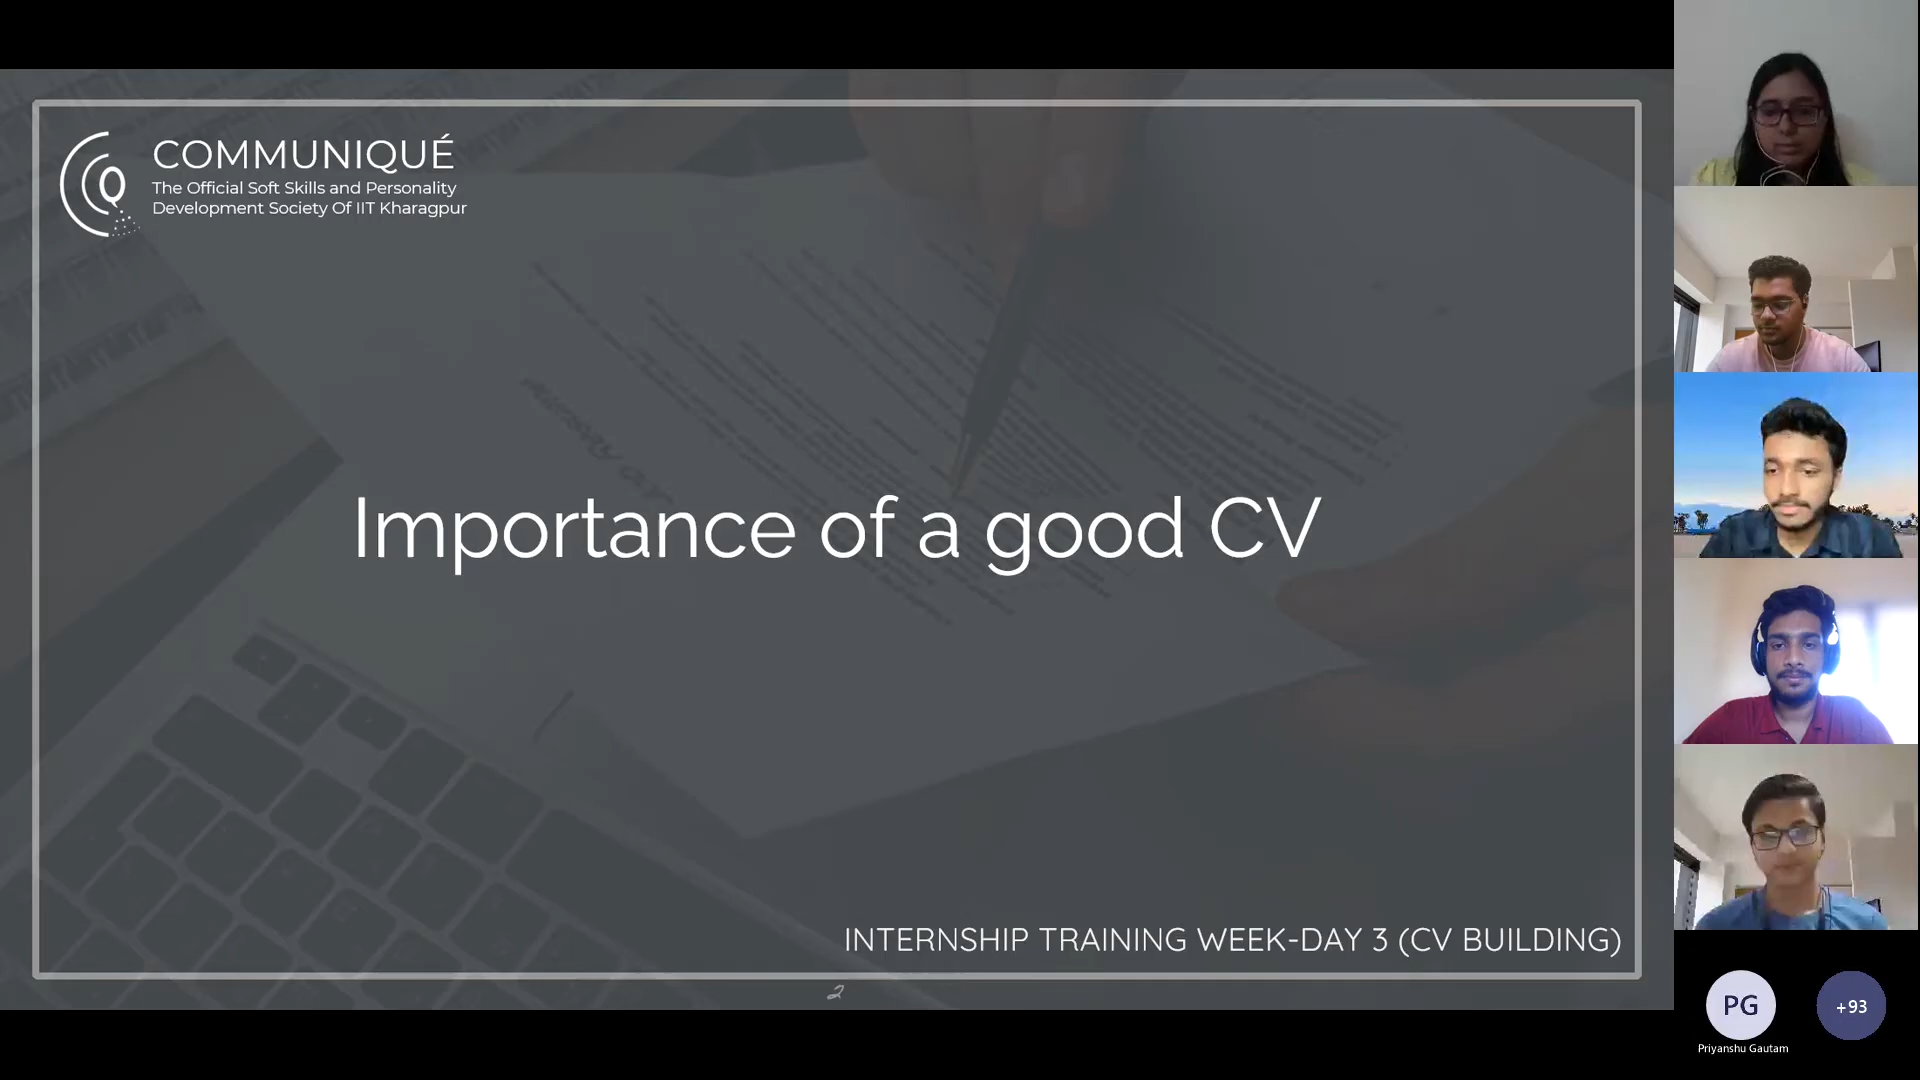 COMMUNIQUÉ
The Official Soft Skills and Personality
Development Society Of IIT Kharagpur
Importance of a good CV
INTERNSHIP TRAINING WEEK-DAY 3 (CV BUILDING)
2
PG
+93
Priyanshu Gautam